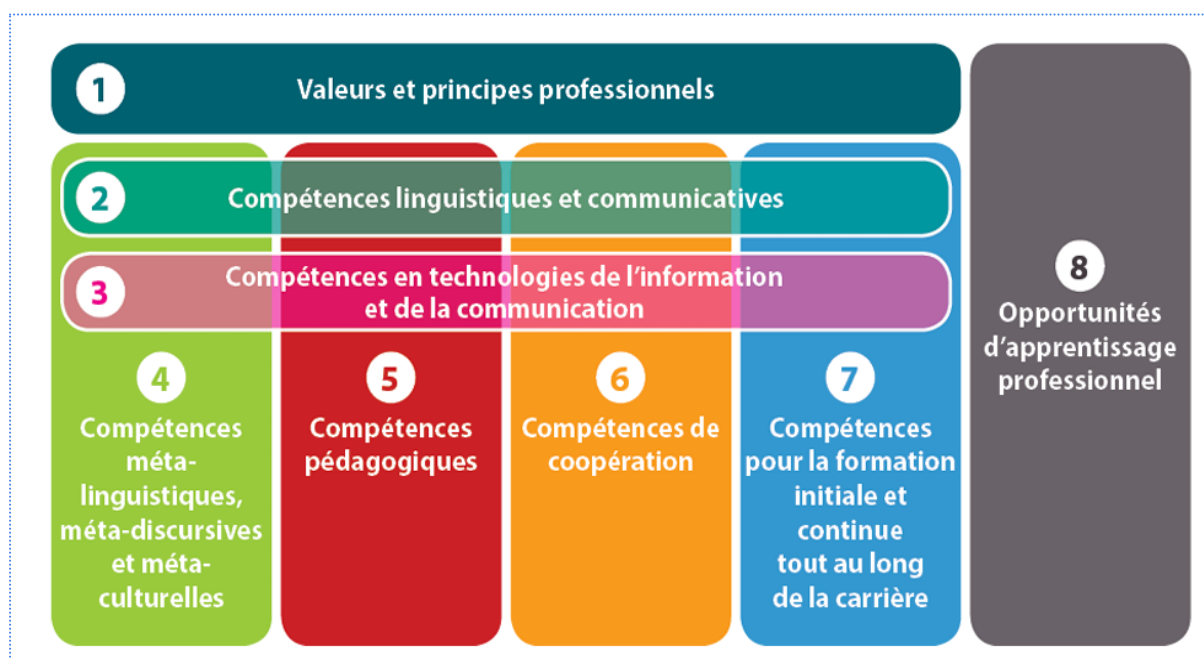 1
Valeurs et principes professionnels
2
Compétences linguistiques et communicatives
3
Compétences en technologies de l’information
et de la communication
4
Compétences
méta-
linguistiques,
méta-discursives
et méta-
culturelles
5
Compétences
pédagogiques
6
Compétences de
coopération
7
Compétences
pour la formation
initiale et
continue
tout au long
de la carrière
8
Opportunités
d’apprentissage
professionnel